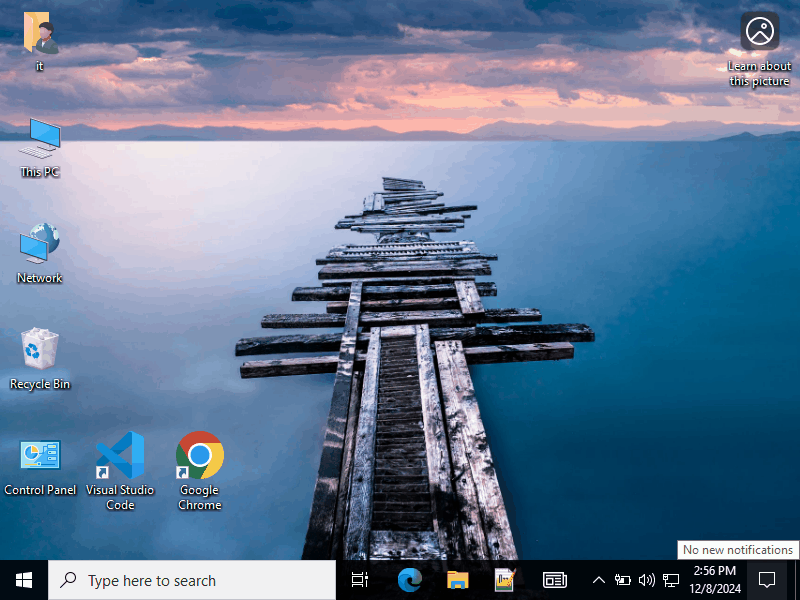 it
Learn about
this picture
This PC
Network
Recycle Bin
Control Panel
Visual Studio
Code
Google
Chrome
No new notifications
Type here to search
2:56 PM
12/8/2024